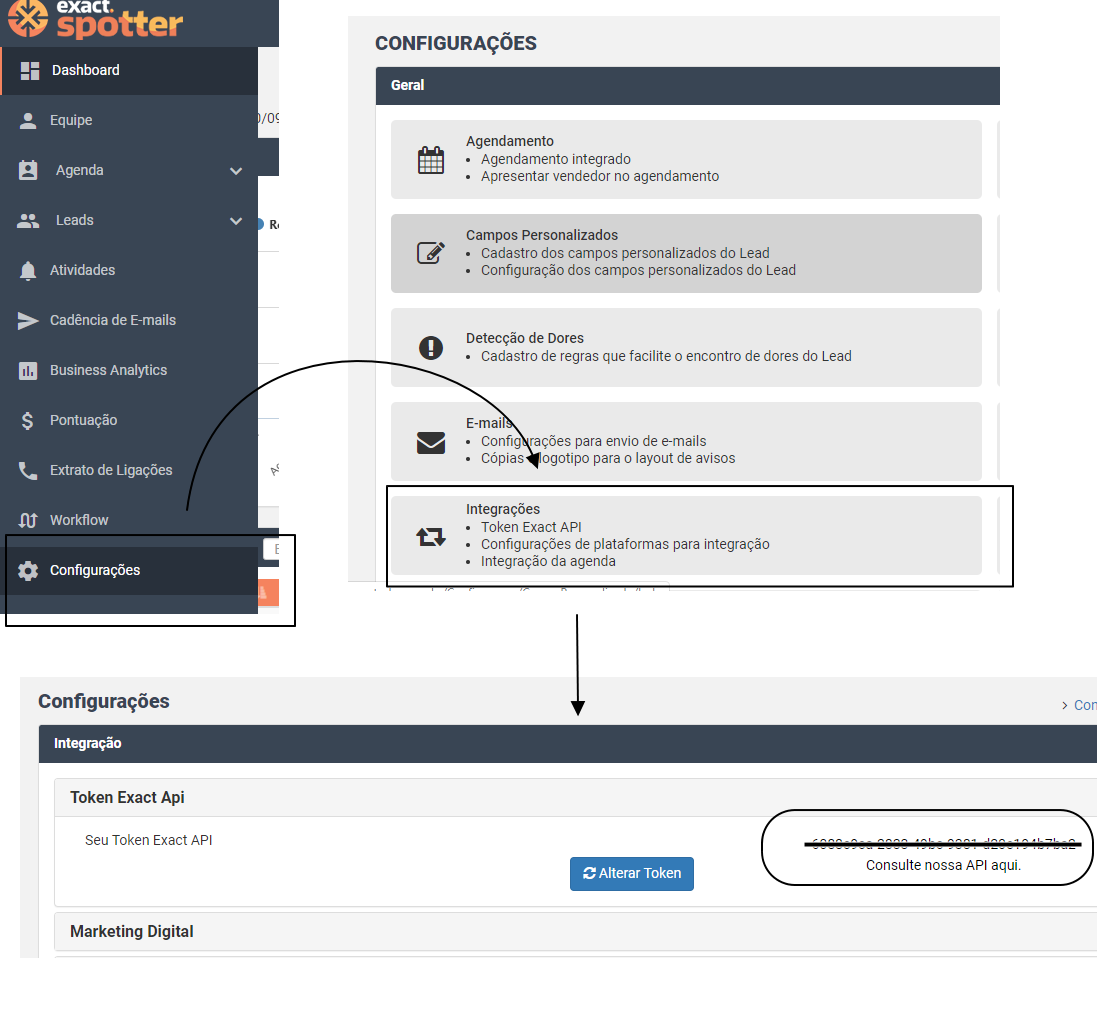 exact.
spotter
Dashboard
Equipe
Agenda
Leads
Atividades
Cadência de E-mails
Business Analytics
Pontuação
Extrato de Ligações
Workflow
Configurações
CONFIGURAÇÕES
Geral
Agendamento
• Agendamento integrado
• Apresentar vendedor no agendamento
Campos Personalizados
• Cadastro dos campos personalizados do Lead
• Configuração dos campos personalizados do Lead
Detecção de Dores
• Cadastro de regras que facilite o encontro de dores do Lead
E-mails
• Configurações para envio de e-mails
• Cópias logotipo para o layout de avisos
Integrações
• Token Exact API
• Configurações de plataformas para integração
• Integração da agenda
Configurações
> Con
Integração
Token Exact Api
Seu Token Exact API
Alterar Token
Consulte nossa API aqui.
Marketing Digital